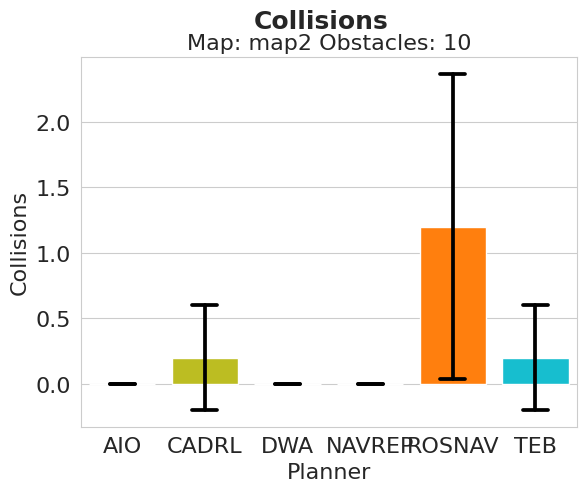 Collisions
Map: map2 Obstacles: 10
Collisions
2.0
1.5
1.0
0.5
0.0
AIO CADRL DWA NAVREP ROSNAV TEB
Planner